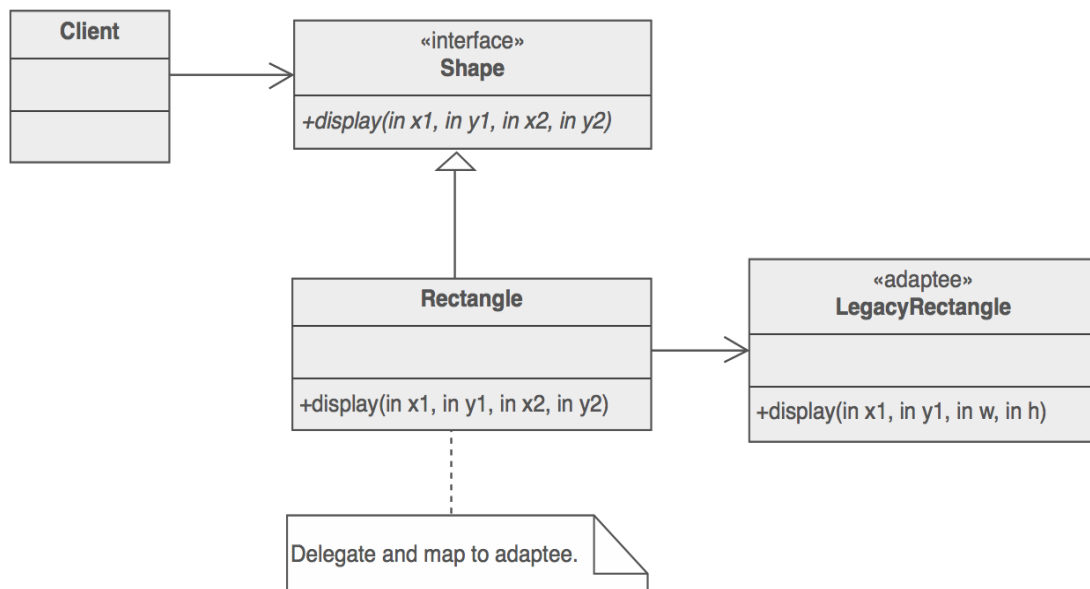 Client
«interface»
Shape
+display(in x1, in y1, in x2, in y2)
Rectangle
+display(in x1, in y1, in x2, in y2)
«adaptee»
LegacyRectangle
+display(in x1, in y1, in w, in h)
Delegate and map to adaptee.